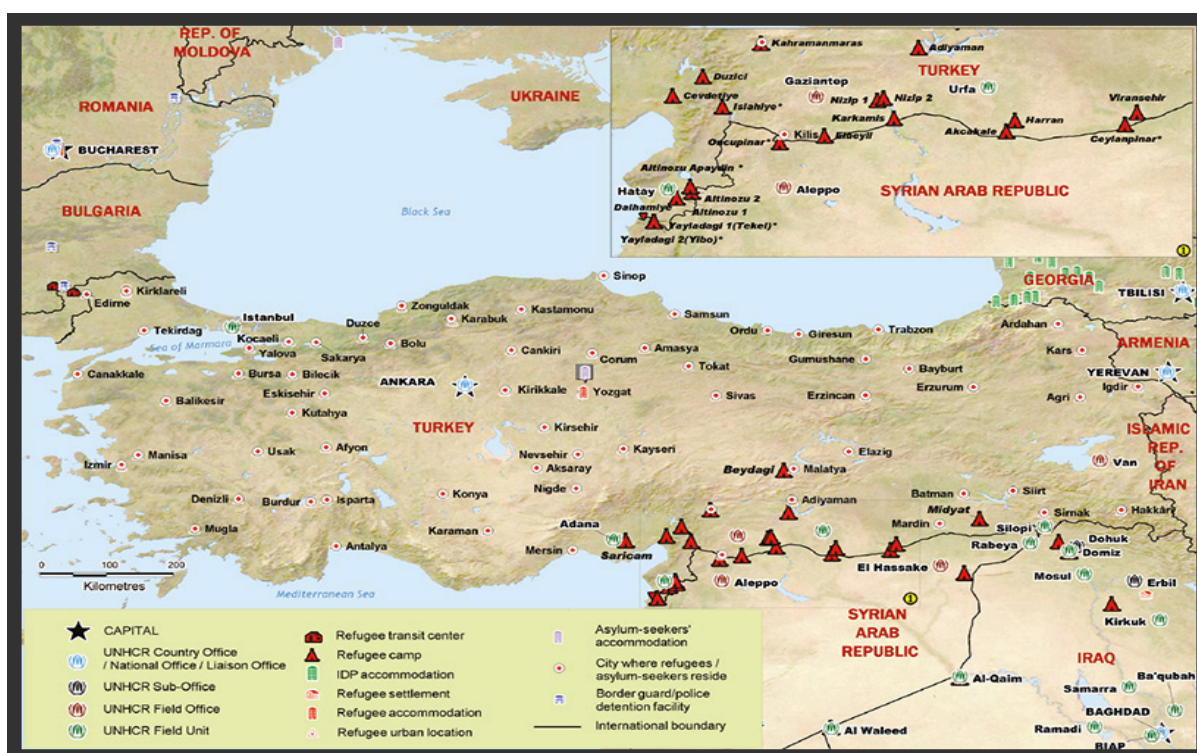 REP. OF
MOLDOVA
ROMANIA
UKRAINE
BUCHAREST
BULGARIA
Black Sea
Kahramanmaras
Adiyaman
TURKEY
Duzici
Gaziantep
Urfa
Cevdetiye
Nizip 1
Nizip 2
Islahiye*
Viransehir
Karkamis
Harran
Kilis
Elbeyli
Akcakale
Ceylanpinar*
Oncupinar*
Altinozu Apaydin *
Hatay
Aleppo
SYRIAN ARAB REPUBLIC
Altinozu 2
Dalhamiye
Altinozu 1
Yayladagi 1(Tekel)*
Yayladagi 2(Yibo)*
Sinop
GEORGIA
TBILISI
Edirne
Kirklareli
Zonguldak
Kastamonu
Karabuk
Samsun
Istanbul
Duzce
Ordu
Giresun
Trabzon
Ardahan
Tekirdag
Sea of Marmara
Kocaeli
Yalova
Sakarya
Bolu
Cankiri
Corum
Amasya
Gumushane
Kars
ARMENIA
Canakkale
Bursa
Bilecik
ANKARA
Tokat
Bayburt
YEREVAN
Balikesir
Eskisehir
Kirikkale
Yozgat
Sivas
Erzincan
Erzurum
Agri
Igdir
Kutahya
TURKEY
Kirsehir
ISLAMIC
REP.
OF
IRAN
Izmir
Manisa
Usak
Afyon
Nevsehir
Kayseri
Elazig
Van
Aksaray
Beydagi
Malatya
Denizli
Burdur
Isparta
Konya
Nigde
Adiyaman
Batman
Siirt
Mugla
Karaman
Adana
Midyat
Mardin
Silopi
Sirnak
Hakkari
Antalya
Mersin
Saricam
Rabeya
Dohuk
Domiz
0
100
200
Kilometres
Aleppo
El Hassake
Mosul
Erbil
Mediterranean Sea
SYRIAN
ARAB
REPUBLIC
Kirkuk
IRAQ
Al-Qaim
Samarra
Ba'qubah
BAGHDAD
Al Waleed
Ramadi
BIAP
CAPITAL
UNHCR Country Office
/ National Office / Liaison Office
UNHCR Sub-Office
UNHCR Field Office
UNHCR Field Unit
Refugee transit center
Refugee camp
IDP accommodation
Refugee settlement
Refugee accommodation
Refugee urban location
Asylum-seekers'
accommodation
City where refugees /
asylum-seekers reside
Border guard/police
detention facility
International boundary